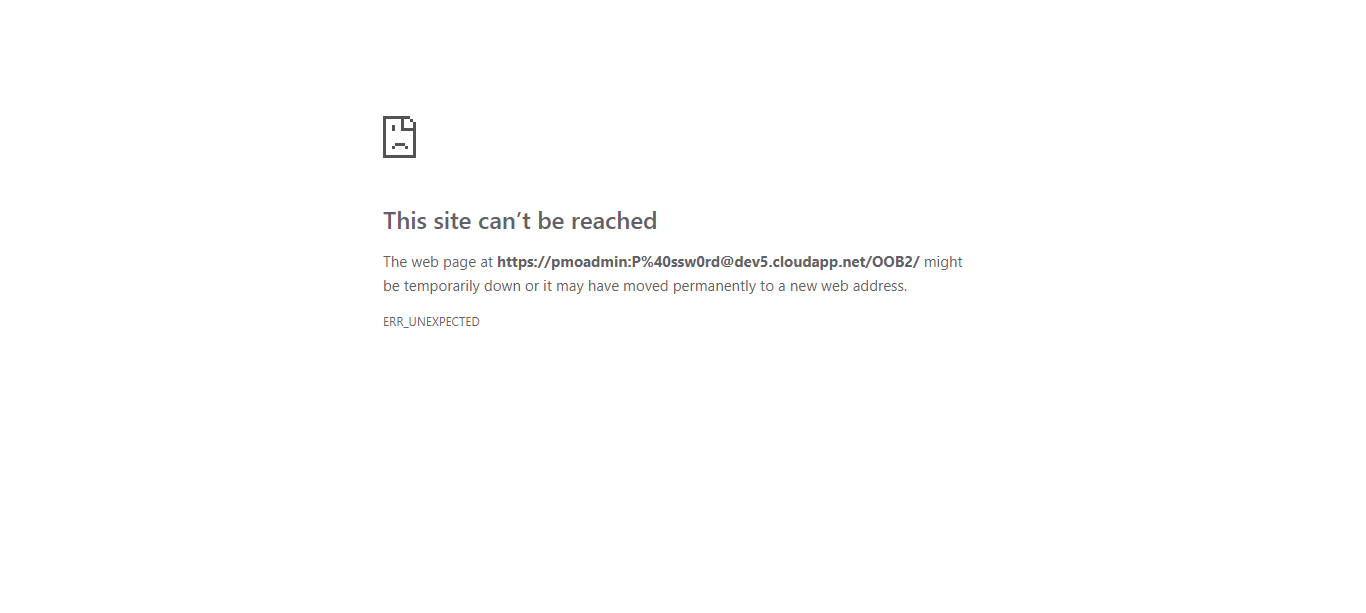 This site can’t be reached
The web page at https://pmoadmin:P%40ssw0rd@dev5.cloudapp.net/OOB2/ might
be temporarily down or it may have moved permanently to a new web address.
ERR_UNEXPECTED